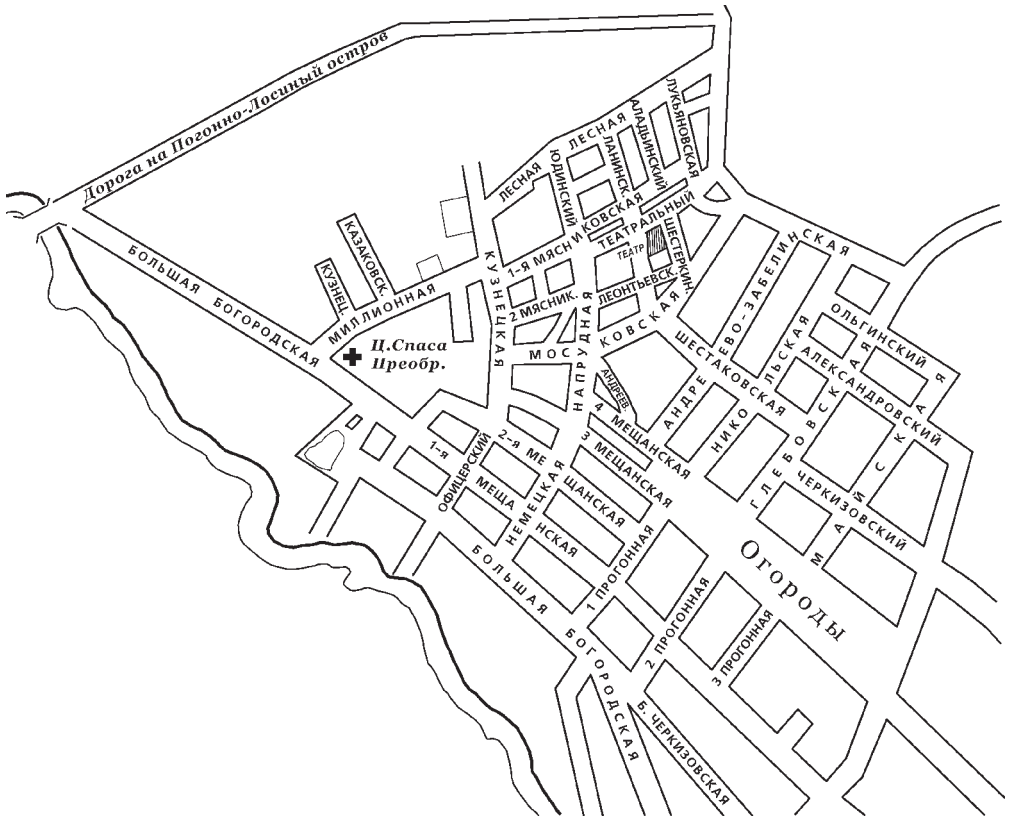 Дорога на Погонно-Лосиный остров
ЛЕСНАЯ
ЛЕСНАЯ
ЮДИНСКИЙ
ЛАНИНСК.
АЛАДЬИНСКИЙ
ЛУКЬЯНОВСКАЯ
КАЗАКОВСК.
КУЗНЕЦ.
МИЛЛИОННАЯ
БОЛЬШАЯ БОГОРОДСКАЯ
Ц.Спаса
Преобр.
КУЗНЕЦКАЯ
1-Я МЯСНИКОВСКАЯ
2 МЯСНИК.
ТЕАТРАЛЬНЫЙ
ТЕАТР
ШЕСТЕРКИН.
ЛЕОНТЬЕВСК.
МОСКОВСКАЯ
НАПРУДНАЯ
АНДРЕЕВ.
АНДРЕЕВО-ЗАБЕЛИНСКАЯ
ШЕСТАКОВСКАЯ
НИКОЛЬСКАЯ
ОЛЬГИНСКИЙ
АЛЕКСАНДРОВСКИЙ
ГЛЕБОВСКАЯ
МАЙСКАЯ
ЧЕРКИЗОВСКИЙ
4 МЕЩАНСКАЯ
3 МЕЩАНСКАЯ
2-Я МЕЩАНСКАЯ
1-Я МЕЩАНСКАЯ
ОФИЦЕРСКИЙ
НЕМЕЦКАЯ
БОЛЬШАЯ БОГОРОДСКАЯ
1 ПРОГОННАЯ
2 ПРОГОННАЯ
3 ПРОГОННАЯ
Огороды
Б. ЧЕРКИЗОВСКАЯ